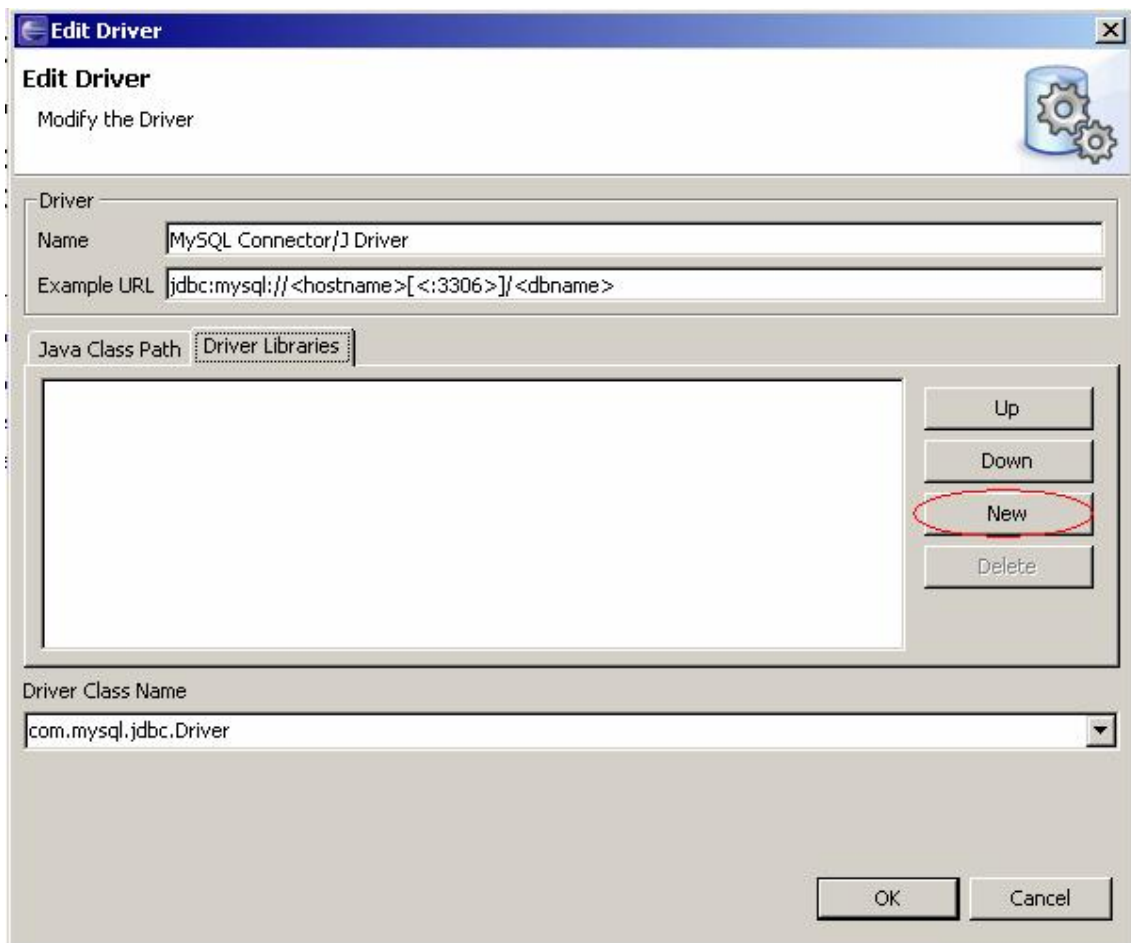 Edit Driver
Edit Driver
Modify the Driver
Driver
Name MySQL Connector/J Driver
Example URL jdbc:mysql://<hostname>[<:3306>]/<dbname>
Java Class Path Driver Libraries
Up
Down
New
Delete
Driver Class Name
com.mysql.jdbc.Driver
OK Cancel